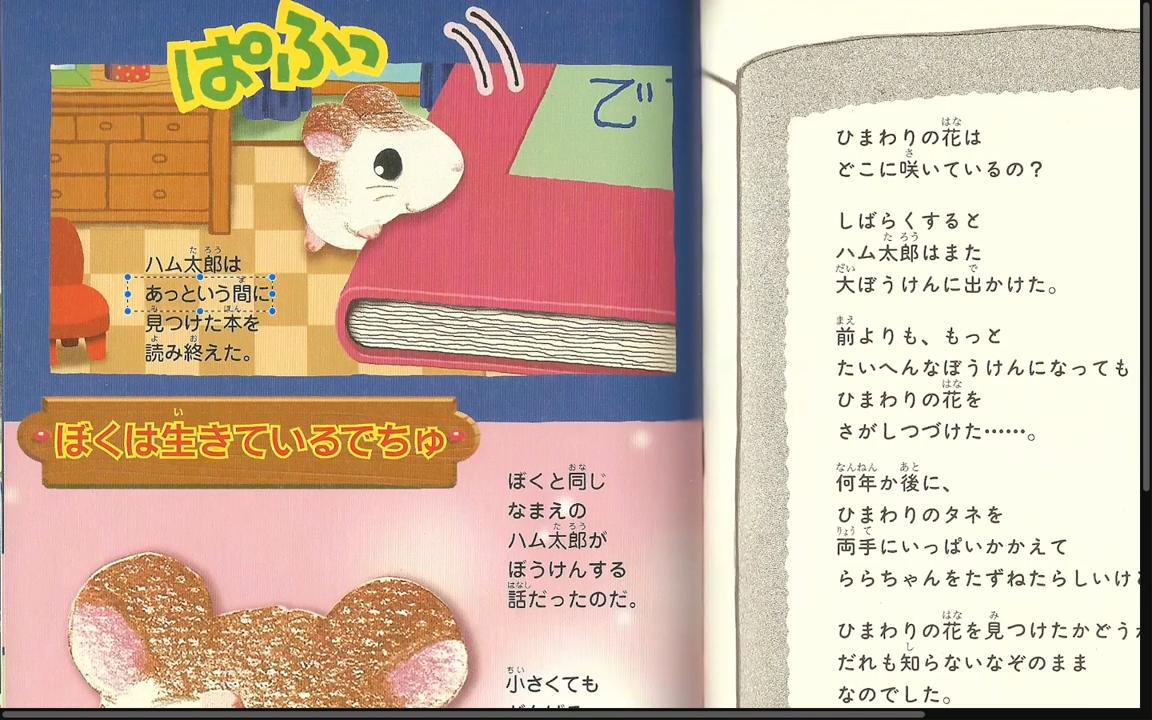 ぱふっ
で
ハム太郎は
あっという間に
見つけた本を
読み終えた。
ぼくは生きているでちゅ
ぼくと同じ
なまえの
ハム太郎が
ぼうけんする
話だったのだ。
小さくても
ひまわりの花は
どこに咲いているの？
しばらくすると
ハム太郎はまた
大ぼうけんに出かけた。
前よりも、もっと
たいへんなぼうけんになっても
ひまわりの花を
さがしつづけた……。
何年か後に、
ひまわりのタネを
両手にいっぱいかかえて
ららちゃんをたずねたらしいけ
ひまわりの花を見つけたかどう
だれも知らないなぞのまま
なのでした。